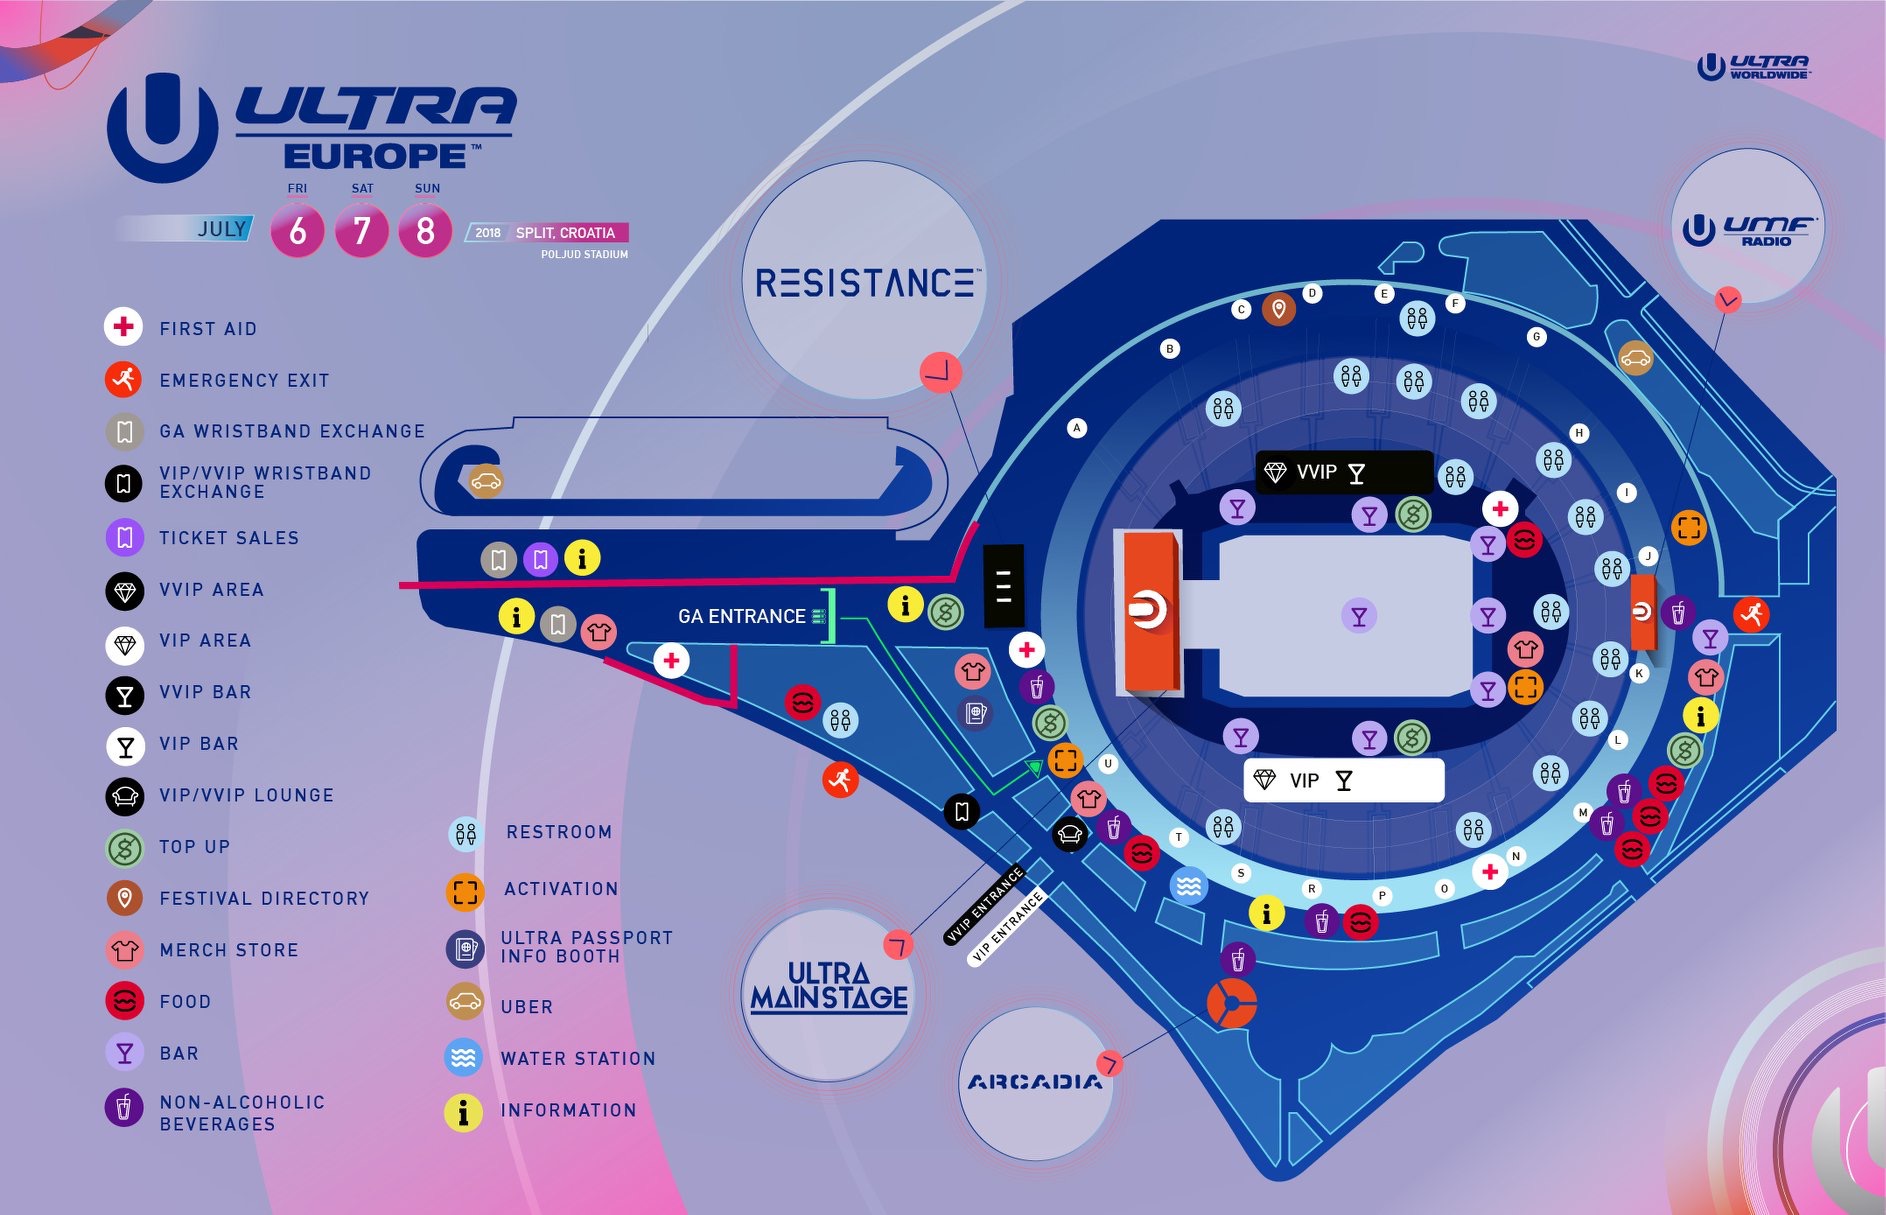 ULTRA
EUROPE™
FRI SAT SUN
JULY 6 7 8 2018 SPLIT, CROATIA
POLJUD STADIUM
ULTRA
WORLDWIDE™
RESISTANCE™
UMF
RADIO
FIRST AID
EMERGENCY EXIT
GA WRISTBAND EXCHANGE
VIP/VVIP WRISTBAND
EXCHANGE
TICKET SALES
VVIP AREA
VIP AREA
VVIP BAR
VIP BAR
VIP/VVIP LOUNGE
TOP UP
FESTIVAL DIRECTORY
MERCH STORE
FOOD
BAR
NON-ALCOHOLIC
BEVERAGES
RESTROOM
ACTIVATION
ULTRA PASSPORT
INFO BOOTH
UBER
WATER STATION
INFORMATION
GA ENTRANCE
VVIP ENTRANCE
VIP ENTRANCE
VVIP
VIP
A
B
C
D
E
F
G
H
I
J
K
L
M
N
O
P
R
S
T
U
ULTRA
MAINSTAGE
ARCADIA